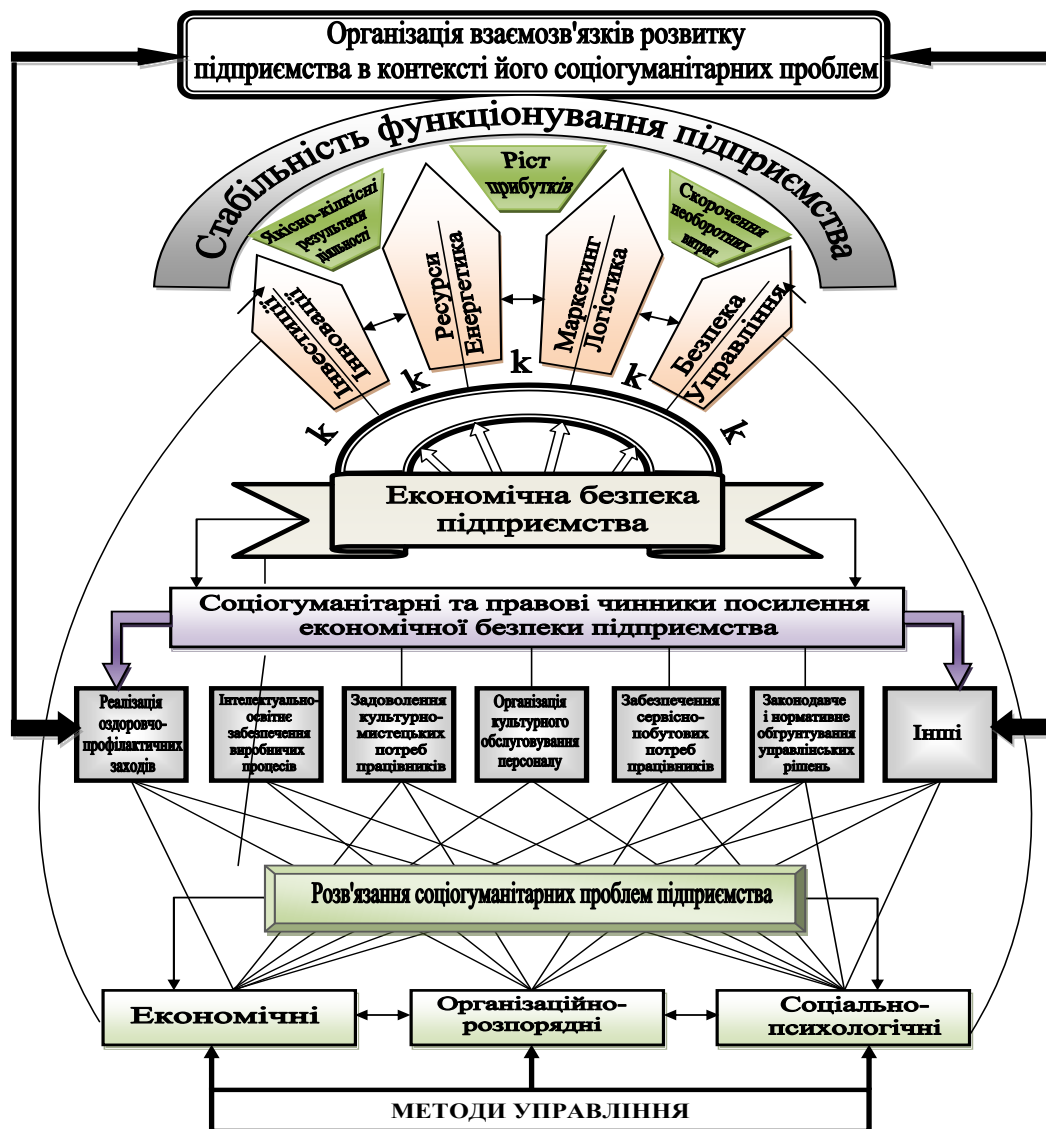 Організація взаємозв'язків розвитку
підприємства в контексті його соціогуманітарних проблем
Стабільність функціонування підприємства
Ріст
прибутків
Якісно-кілкісні
результати
діяльності
Скорочення
необоротних
витрат
Інвестиції
Інновації
Ресурси
Енергетика
Маркетинг
Логістика
Безпека
Управління
k
k
k
k
k
Економічна безпека
підприємства
Соціогуманітарні та правові чинники посилення
економічної безпеки підприємства
Реалізація
оздоровчо-
профілактичних
заходів
Інтелектуально-
освітнє
забезпечення
виробничих
процесів
Задоволення
культурно-
мистецьких
потреб
працівників
Організація
культурного
обслуговування
персоналу
Забезпечення
сервісно-
побутових
потреб
працівників
Законодавче
і нормативне
обгрунтування
управлінських
рішень
Інші
Розв'язання соціогуманітарних проблем підприємства
Економічні
Організаційно-
розпорядні
Соціально-
психологічні
МЕТОДИ УПРАВЛІННЯ